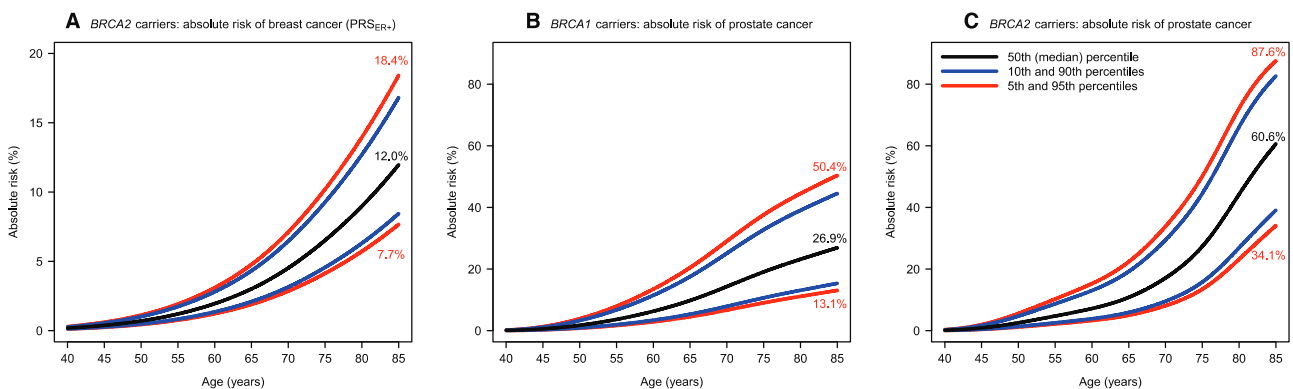 A BRCA2 carriers: absolute risk of breast cancer (PRSER+)
20
15
10
5
0
Absolute risk (%)
18.4%
12.0%
7.7%
40 45 50 55 60 65 70 75 80 85
Age (years)
B BRCA1 carriers: absolute risk of prostate cancer
80
60
40
20
0
Absolute risk (%)
50.4%
26.9%
13.1%
40 45 50 55 60 65 70 75 80 85
Age (years)
C BRCA2 carriers: absolute risk of prostate cancer
80
60
40
20
0
Absolute risk (%)
50th (median) percentile
10th and 90th percentiles
5th and 95th percentiles
87.6%
60.6%
34.1%
40 45 50 55 60 65 70 75 80 85
Age (years)